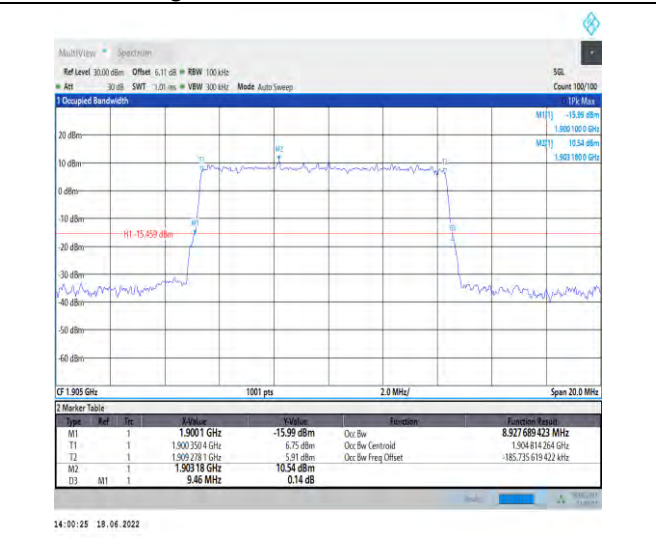 MultiView Spectrum
Ref Level 30.00 dBm Offset 6.11 dB RBW 100 kHz SGL
Att 30 dB SWT 1.01 ms VBW 300 kHz Mode Auto Sweep Count 100/100
1 Occupied Bandwidth 1Pk Max
M1[1] -15.99 dBm
1.900 100 0 GHz
20 dBm M2[1] 10.54 dBm
1.903 180 0 GHz
M2
10 dBm T1 T2
0 dBm
-10 dBm M1
H1 -15.459 dBm D3
-20 dBm
-30 dBm
-40 dBm
-50 dBm
-60 dBm
CF 1.905 GHz 1001 pts 2.0 MHz/ Span 20.0 MHz
2 Marker Table
Type Ref Trc X-Value Y-Value Function Function Result
M1 1 1.9001 GHz -15.99 dBm Occ Bw 8.927 689 423 MHz
T1 1 1.900 350 4 GHz 6.75 dBm Occ Bw Centroid 1.904 814 264 GHz
T2 1 1.909 278 1 GHz 5.91 dBm Occ Bw Freq Offset -185.735 619 422 kHz
M2 1 1.903 18 GHz 10.54 dBm
D3 M1 1 9.46 MHz 0.14 dB
14:00:25 18.06.2022